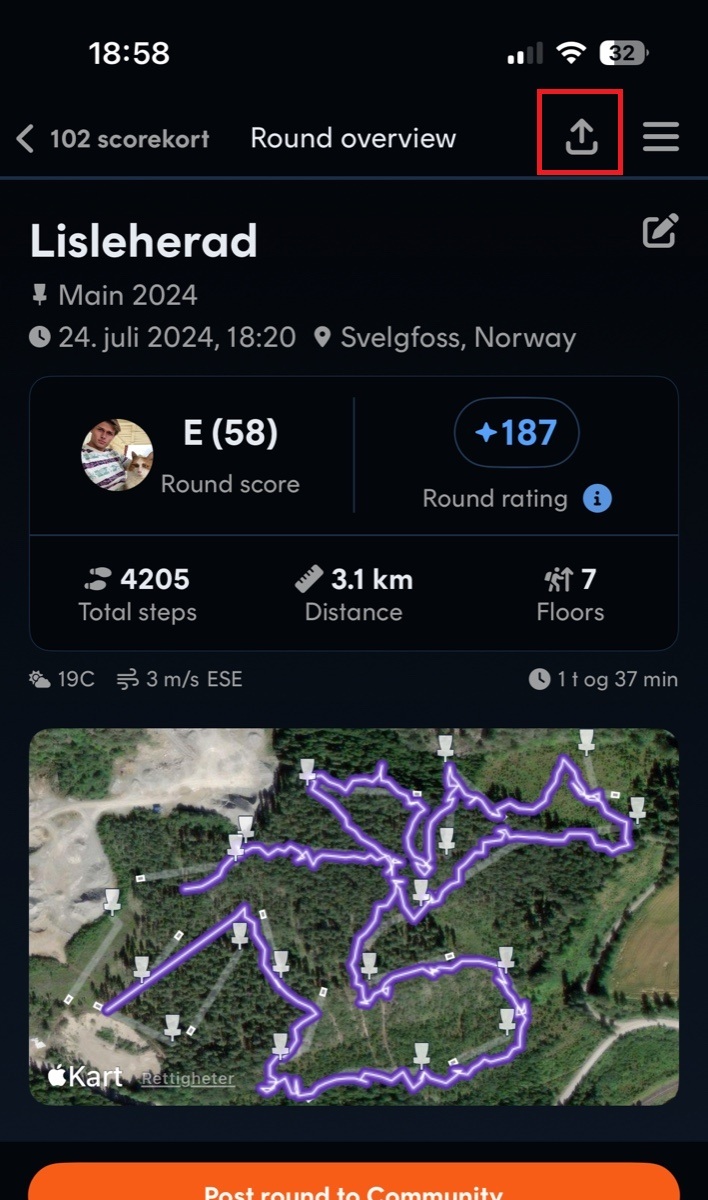 18:58
32
102 scorekort Round overview
Lisleherad
Main 2024
24. juli 2024, 18:20 Svelgfoss, Norway
E (58)
Round score
187
Round rating
4205
Total steps
3.1 km
Distance
7
Floors
19C 3 m/s ESE 1 t og 37 min
Kart Rettigheter
Post round to Community